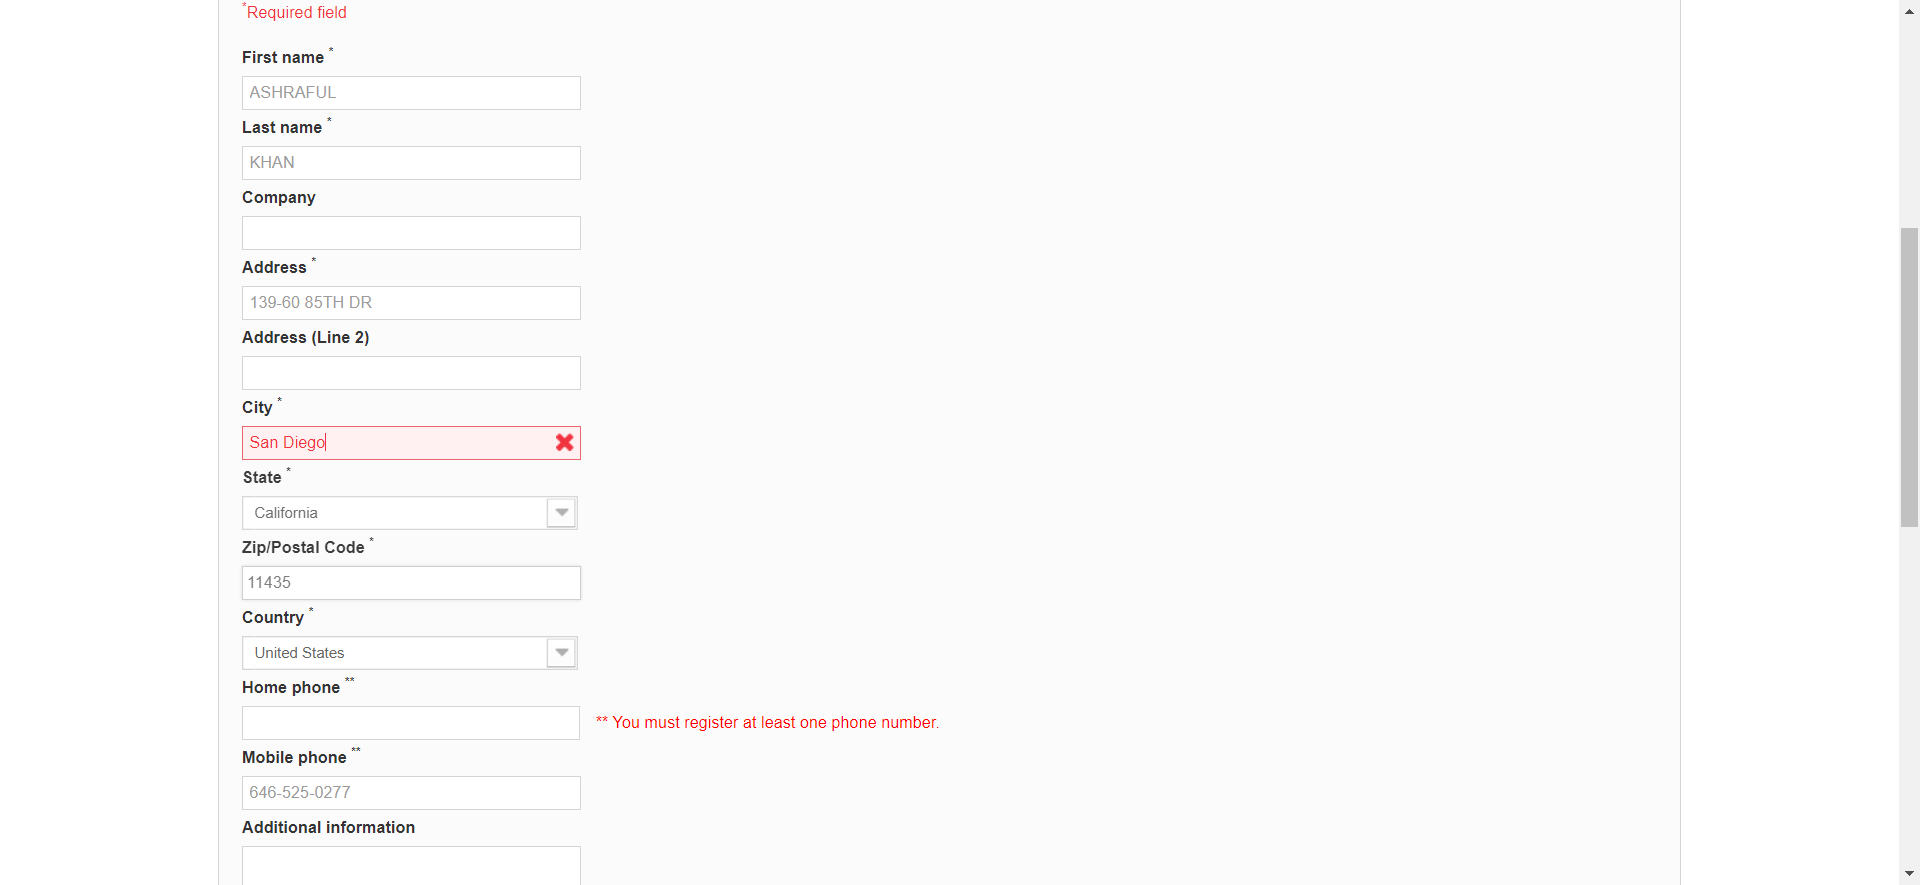 *Required field
First name *
ASHRAFUL
Last name *
KHAN
Company
Address *
139-60 85TH DR
Address (Line 2)
City *
San Diego
State *
California
Zip/Postal Code *
11435
Country *
United States
Home phone **
** You must register at least one phone number.
Mobile phone **
646-525-0277
Additional information